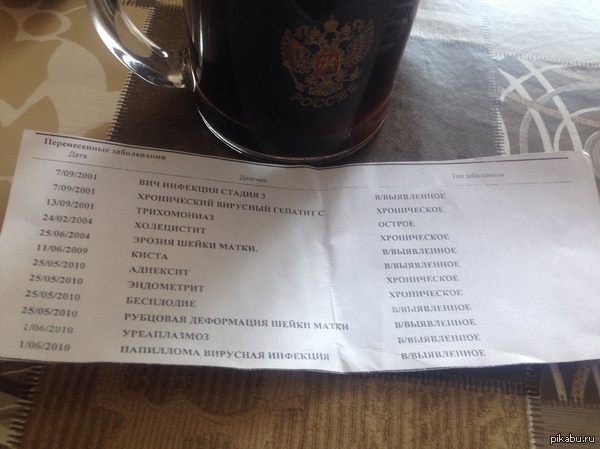 РОССИЯ
Перенесенные заболевания
Дата Диагноз Тип заболевания
7/09/2001 ВИЧ ИНФЕКЦИЯ СТАДИЯ 3 В/ВЫЯВЛЕННОЕ
7/09/2001 ХРОНИЧЕСКИЙ ВИРУСНЫЙ ГЕПАТИТ С ХРОНИЧЕСКОЕ
13/09/2001 ТРИХОМОНИАЗ ОСТРОЕ
24/02/2004 ХОЛЕЦИСТИТ ХРОНИЧЕСКОЕ
25/06/2004 ЭРОЗИЯ ШЕЙКИ МАТКИ. В/ВЫЯВЛЕННОЕ
11/06/2009 КИСТА В/ВЫЯВЛЕННОЕ
25/05/2010 АДНЕКСИТ ХРОНИЧЕСКОЕ
25/05/2010 ЭНДОМЕТРИТ ХРОНИЧЕСКОЕ
25/05/2010 БЕСПЛОДИЕ В/ВЫЯВЛЕННОЕ
25/05/2010 РУБЦОВАЯ ДЕФОРМАЦИЯ ШЕЙКИ МАТКИ В/ВЫЯВЛЕННОЕ
1/06/2010 УРЕАПЛАЗМОЗ В/ВЫЯВЛЕННОЕ
1/06/2010 ПАПИЛЛОМА ВИРУСНАЯ ИНФЕКЦИЯ В/ВЫЯВЛЕННОЕ
pikabu.ru